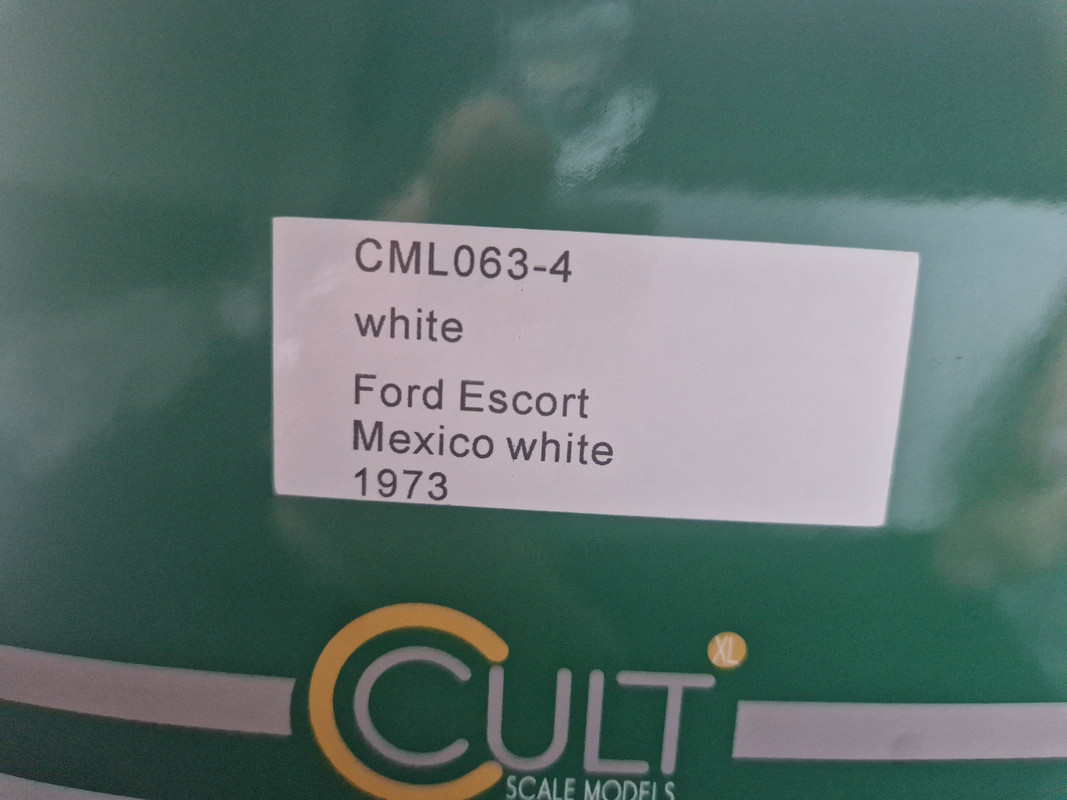 CML063-4
white
Ford Escort
Mexico white
1973
CULT XL
SCALE MODELS